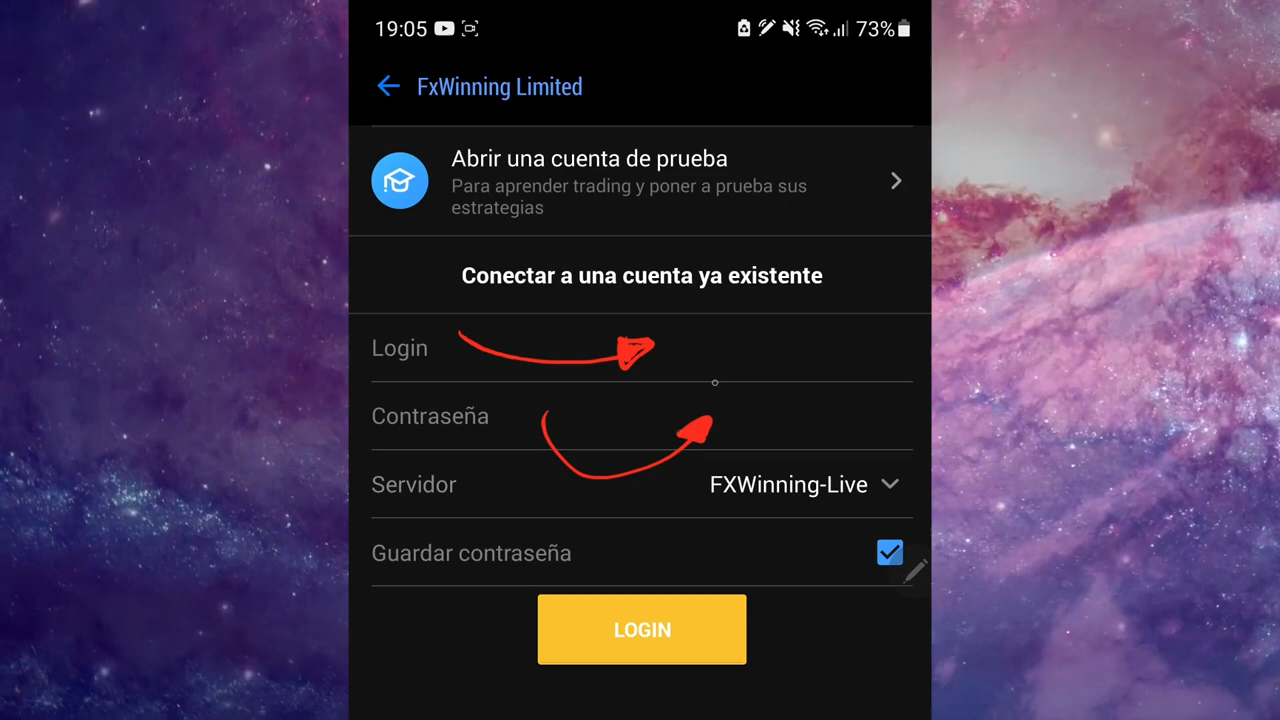 19:05
73%
FxWinning Limited
Abrir una cuenta de prueba
Para aprender trading y poner a prueba sus
estrategias
Conectar a una cuenta ya existente
Login
Contraseña
Servidor FXWinning-Live
Guardar contraseña
LOGIN